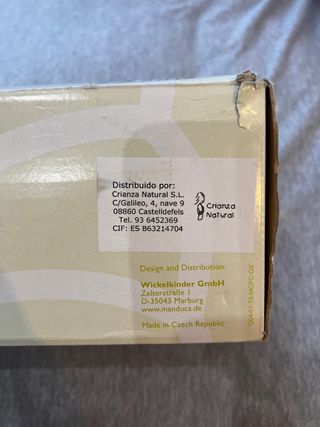 Distribuido por:
Crianza Natural S.L.
C/Galileo, 4, nave 9
08860 Castelldefels
Tel. 93 6452369
CIF: ES B63214704
Crianza
Natural
Design and Distribution:
Wickelkinder GmbH
Zeiterstraße 1
D-35043 Marburg
www.manduca.de
Made in Czech Republic